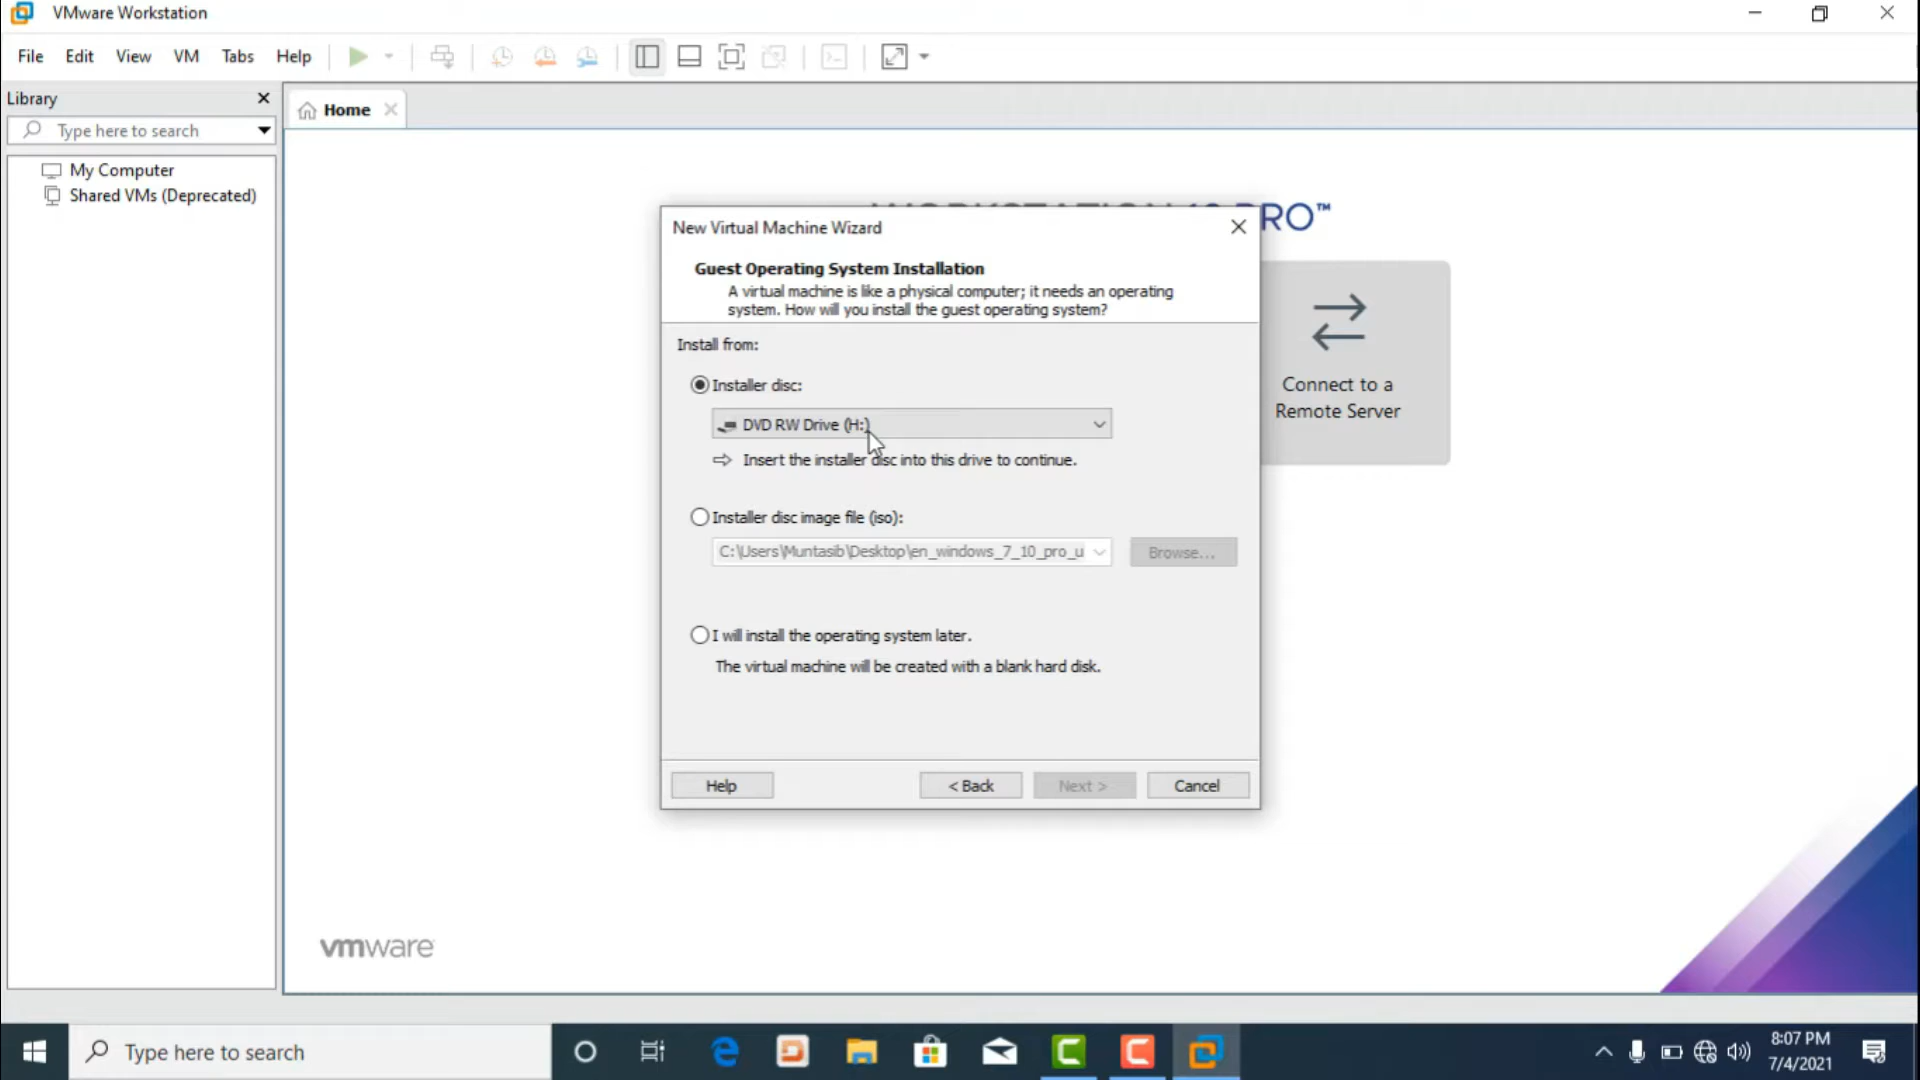 VMware Workstation
File Edit View VM Tabs Help
Library
Type here to search
My Computer
Shared VMs (Deprecated)
Home
PRO™
New Virtual Machine Wizard
Guest Operating System Installation
A virtual machine is like a physical computer; it needs an operating
system. How will you install the guest operating system?
Install from:
Installer disc:
DVD RW Drive (H:)
Insert the installer disc into this drive to continue.
Installer disc image file (iso):
C:\Users\Muntasib\Desktop\en_windows_7_10_pro_u
Browse...
I will install the operating system later.
The virtual machine will be created with a blank hard disk.
Help
< Back
Next >
Cancel
Connect to a
Remote Server
vmware
Type here to search
8:07 PM
7/4/2021